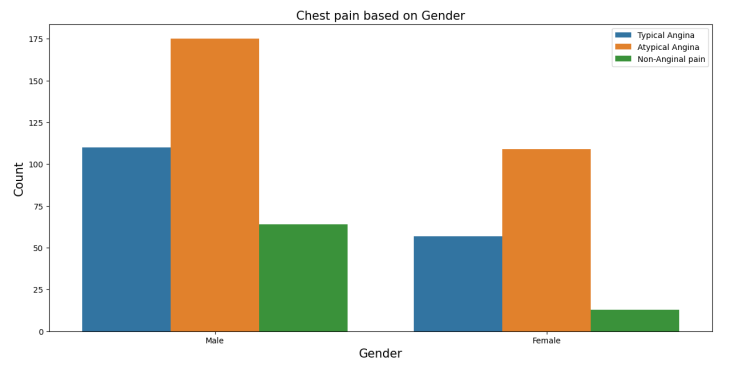 Chest pain based on Gender
Typical Angina
Atypical Angina
Non-Anginal pain
175
150
125
100
75
50
25
0
Count
Male
Female
Gender